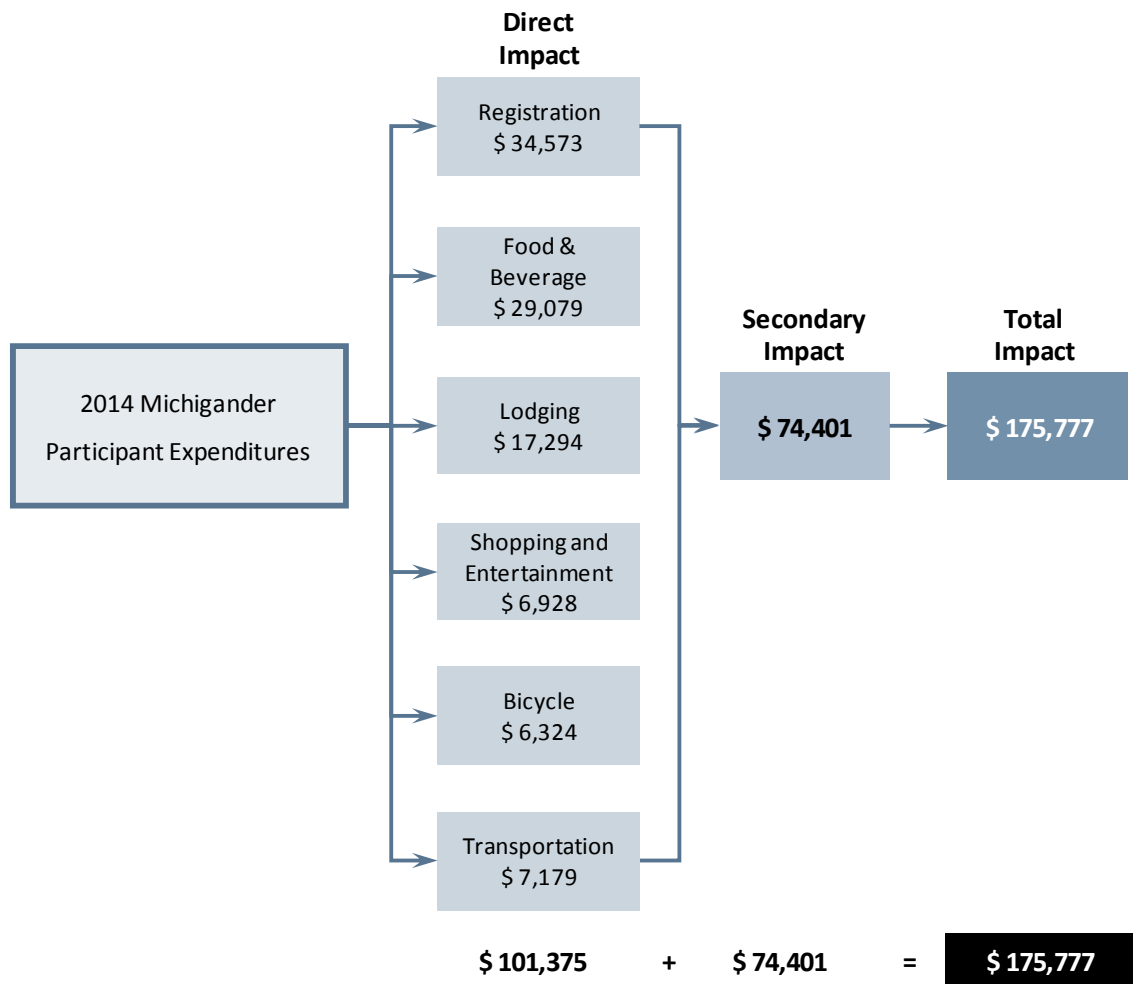 Direct
Impact
Registration
$ 34,573
Food &
Beverage
$ 29,079
Lodging
$ 17,294
Shopping and
Entertainment
$ 6,928
Bicycle
$ 6,324
Transportation
$ 7,179
2014 Michigander
Participant Expenditures
Secondary
Impact
$ 74,401
Total
Impact
$ 175,777
$ 101,375 + $ 74,401 = $ 175,777